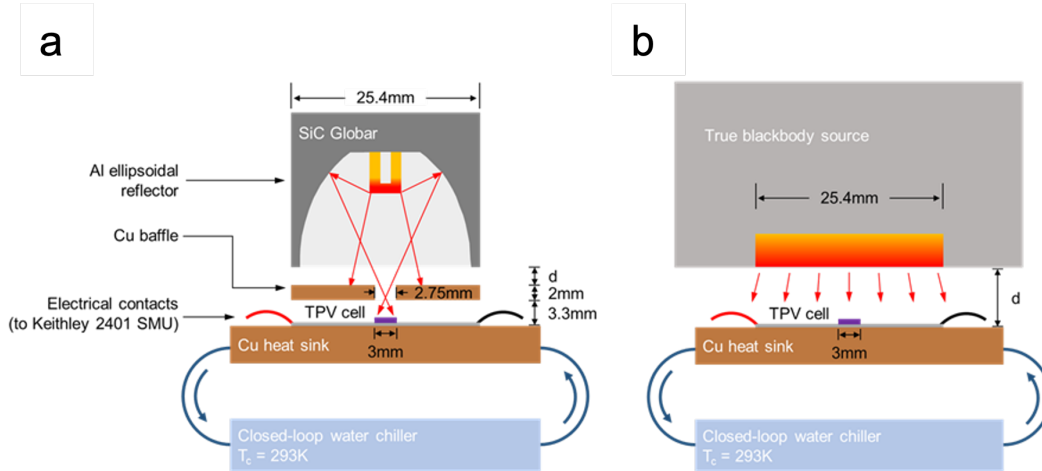 a
25.4mm
SiC Globar
Al ellipsoidal
reflector
Cu baffle
d
2.75mm
2mm
Electrical contacts
(to Keithley 2401 SMU)
TPV cell
3.3mm
Cu heat sink
3mm
Closed-loop water chiller
T_c = 293K
b
True blackbody source
25.4mm
d
TPV cell
Cu heat sink
3mm
Closed-loop water chiller
T_c = 293K